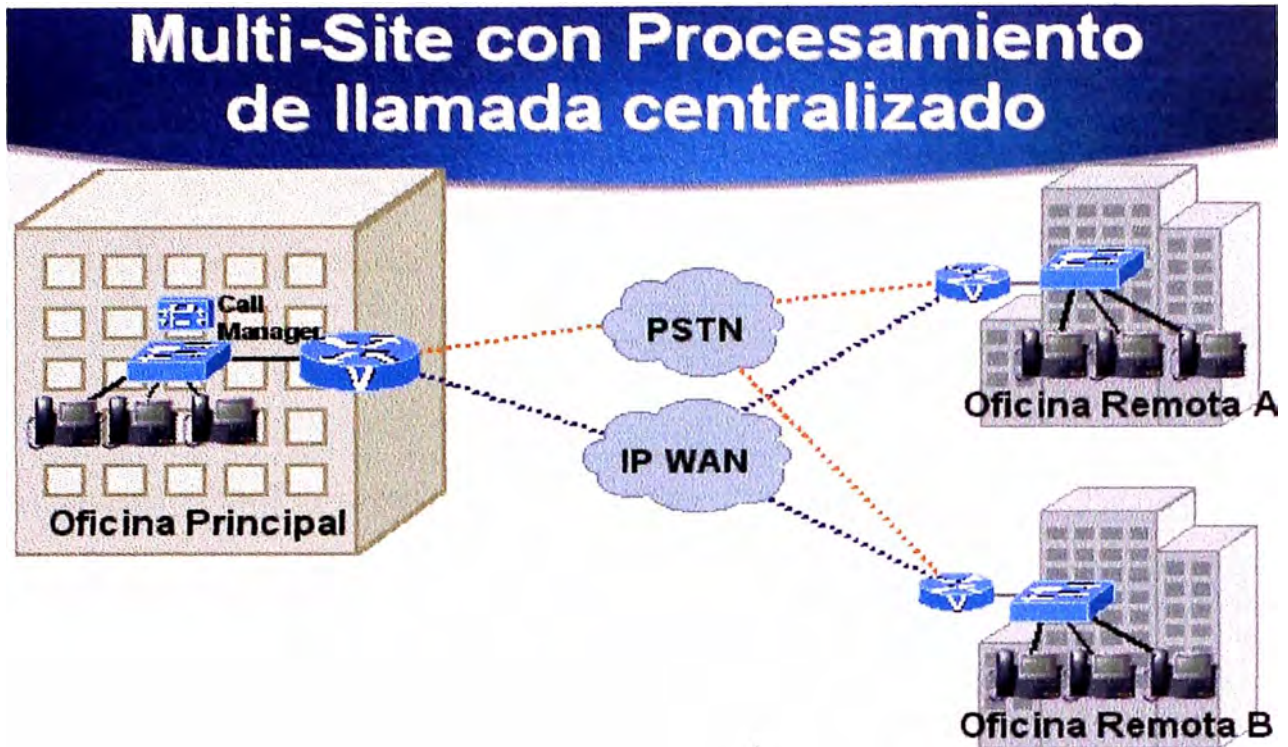 Multi-Site con Procesamiento
de llamada centralizado
Call
Manager
V
Oficina Principal
PSTN
IP WAN
V
Oficina Remota A
V
Oficina Remota B